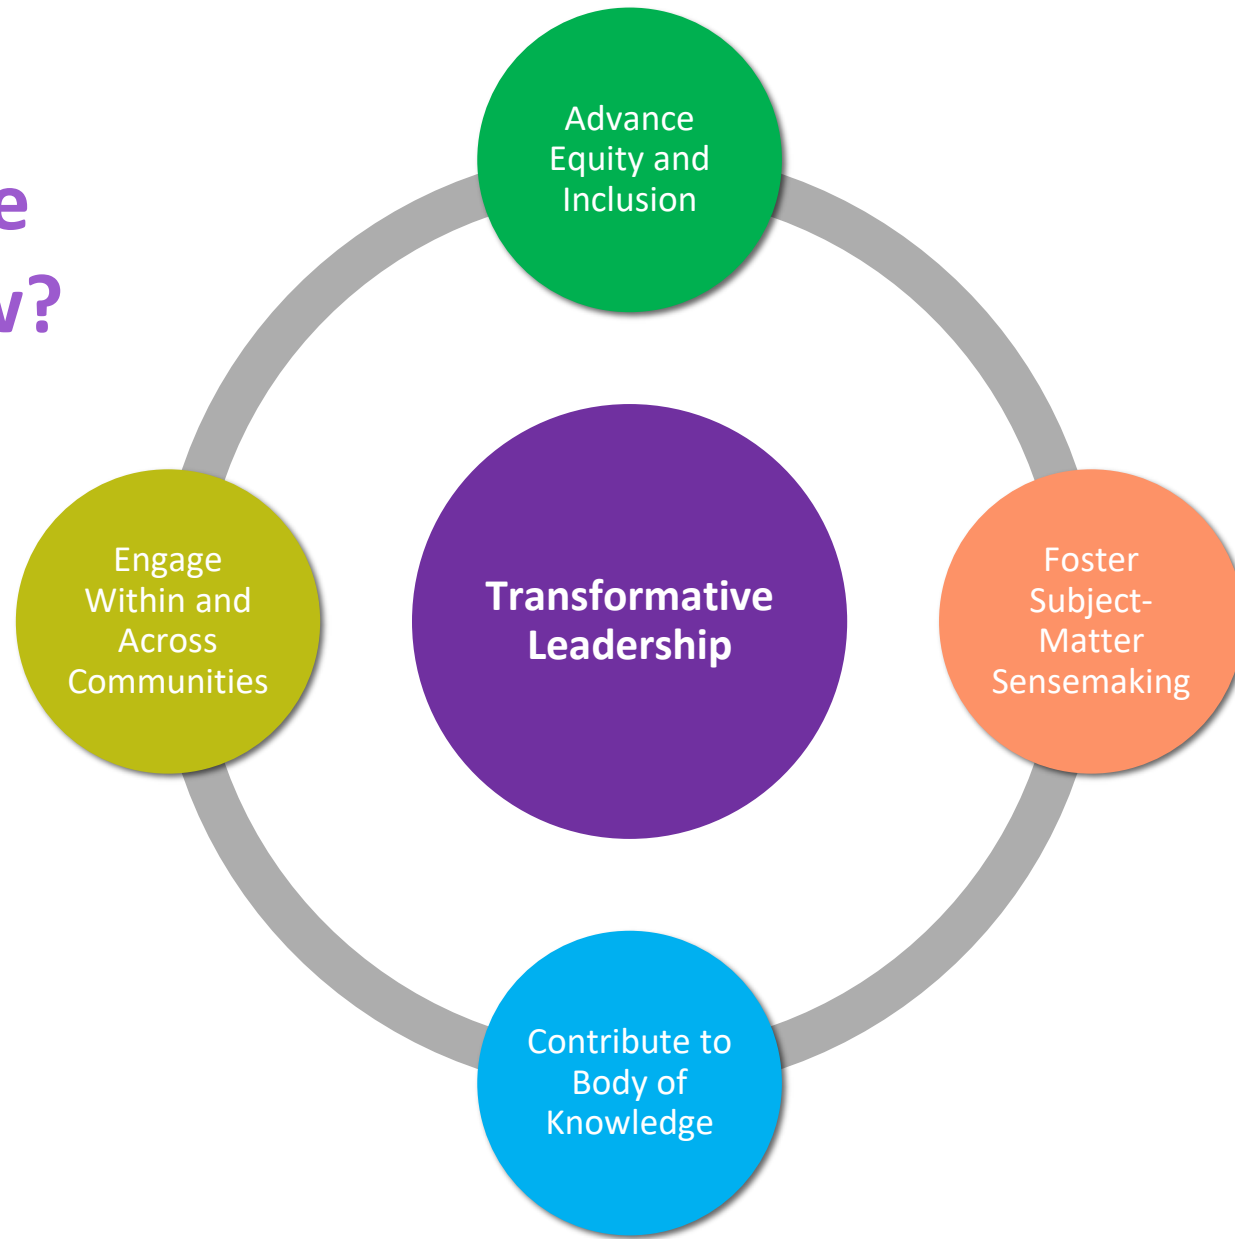 e
w?
Advance
Equity and
Inclusion
Engage
Within and
Across
Communities
Transformative
Leadership
Foster
Subject-
Matter
Sensemaking
Contribute to
Body of
Knowledge